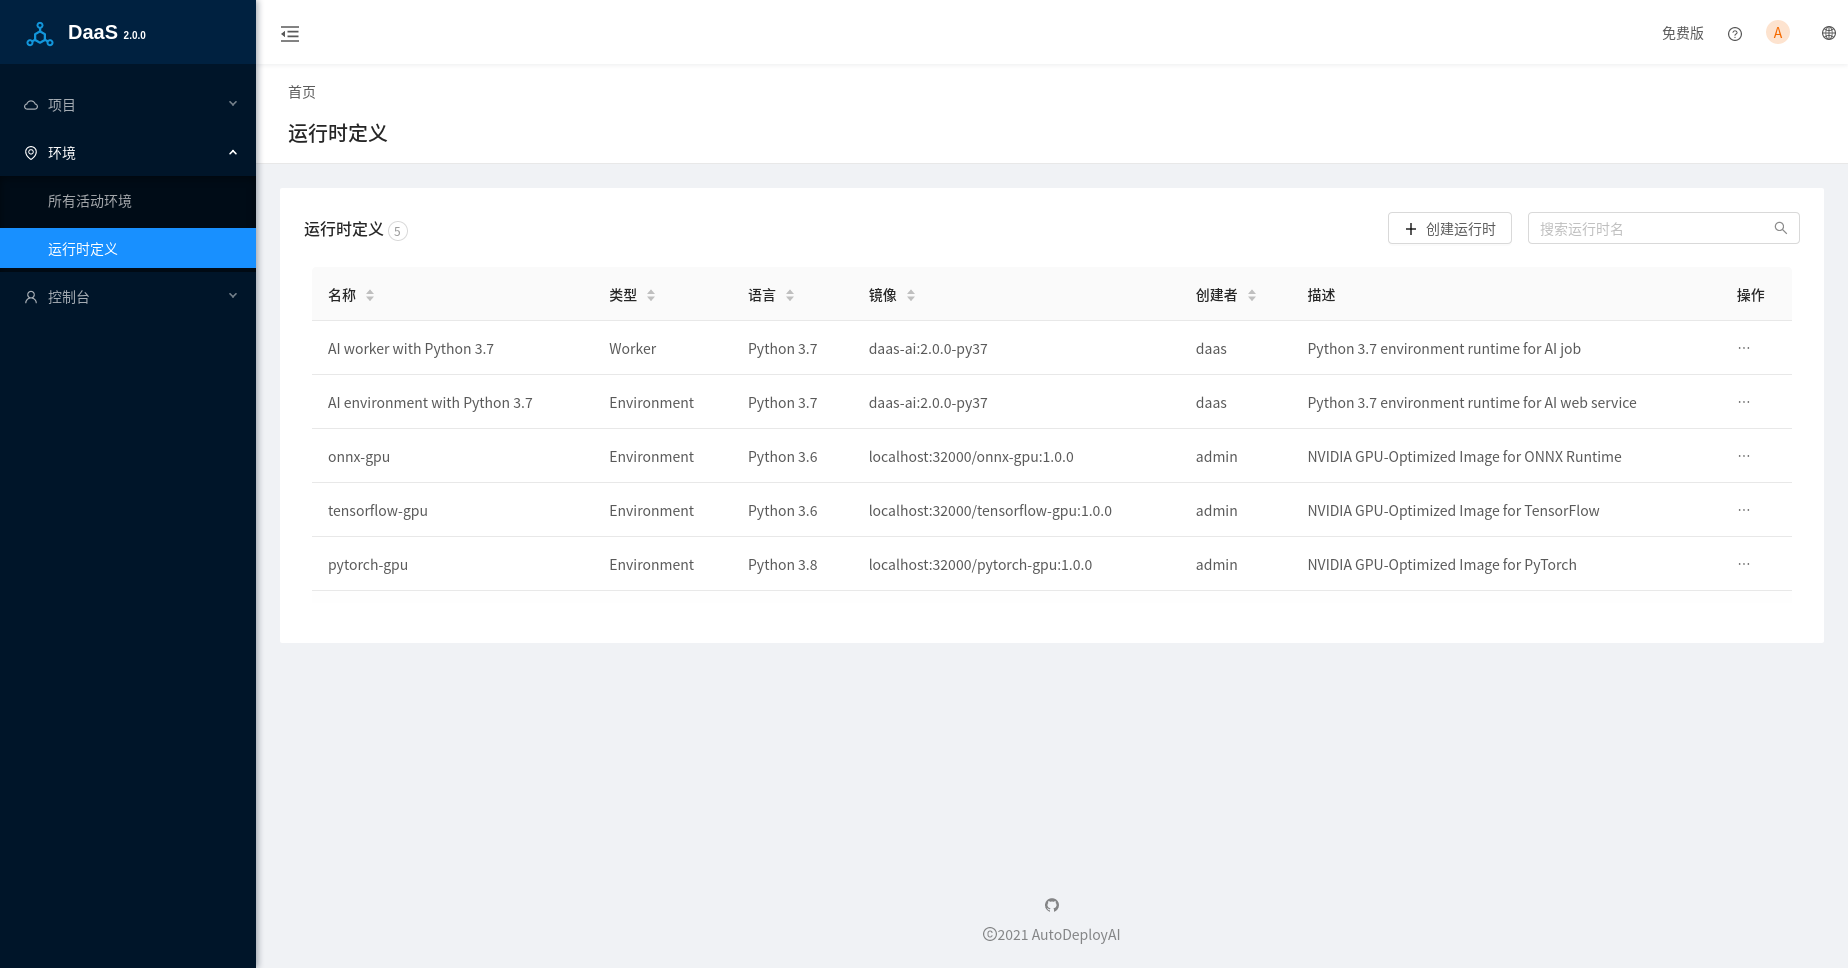 DaaS 2.0.0
免费版
A
项目
环境
所有活动环境
运行时定义
控制台
首页
运行时定义
运行时定义 5
创建运行时
搜索运行时名
名称 类型 语言 镜像 创建者 描述 操作
AI worker with Python 3.7 Worker Python 3.7 daas-ai:2.0.0-py37 daas Python 3.7 environment runtime for AI job ···
AI environment with Python 3.7 Environment Python 3.7 daas-ai:2.0.0-py37 daas Python 3.7 environment runtime for AI web service ···
onnx-gpu Environment Python 3.6 localhost:32000/onnx-gpu:1.0.0 admin NVIDIA GPU-Optimized Image for ONNX Runtime ···
tensorflow-gpu Environment Python 3.6 localhost:32000/tensorflow-gpu:1.0.0 admin NVIDIA GPU-Optimized Image for TensorFlow ···
pytorch-gpu Environment Python 3.8 localhost:32000/pytorch-gpu:1.0.0 admin NVIDIA GPU-Optimized Image for PyTorch ···
©2021 AutoDeployAI